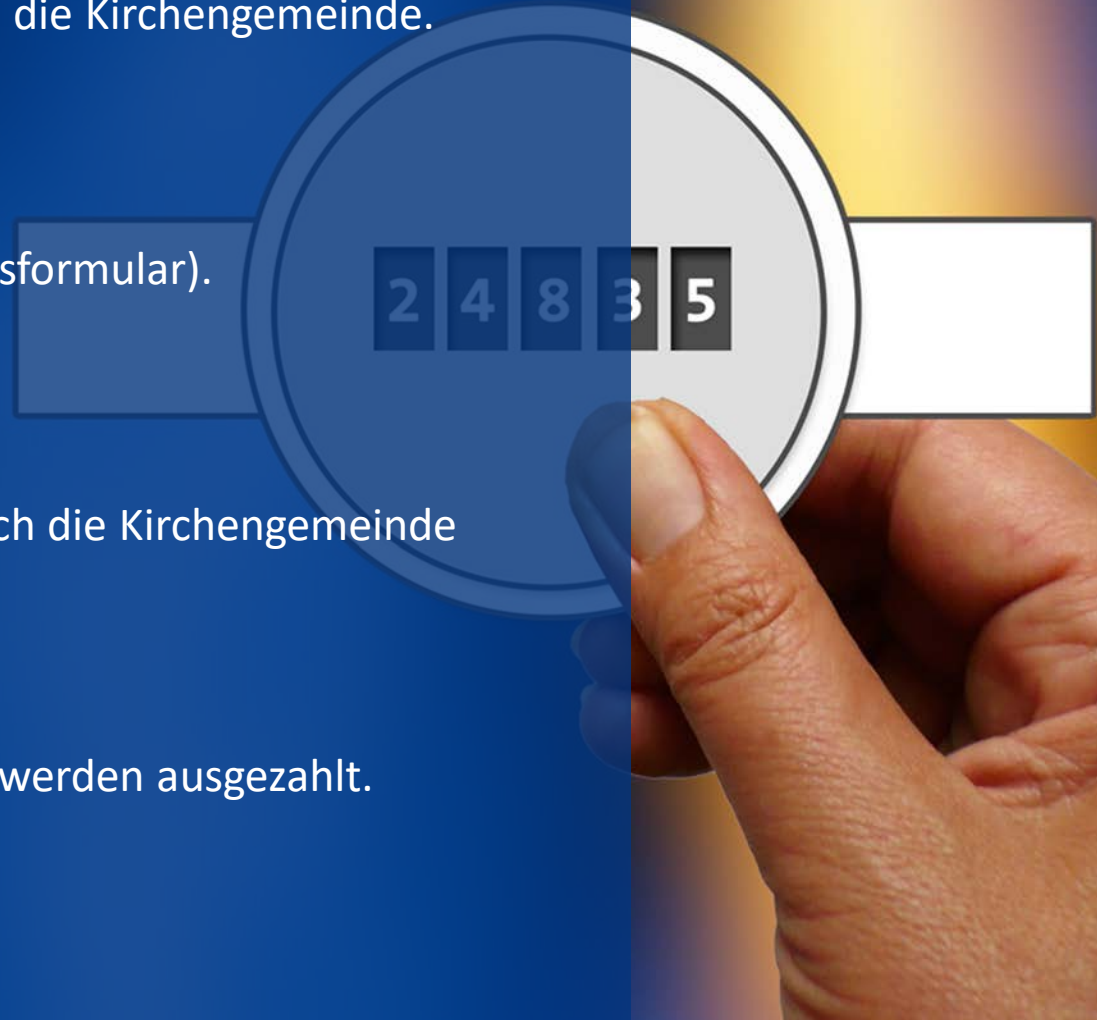 die Kirchengemeinde.
sformular).
2 4 8 3 5
ch die Kirchengemeinde
werden ausgezahlt.